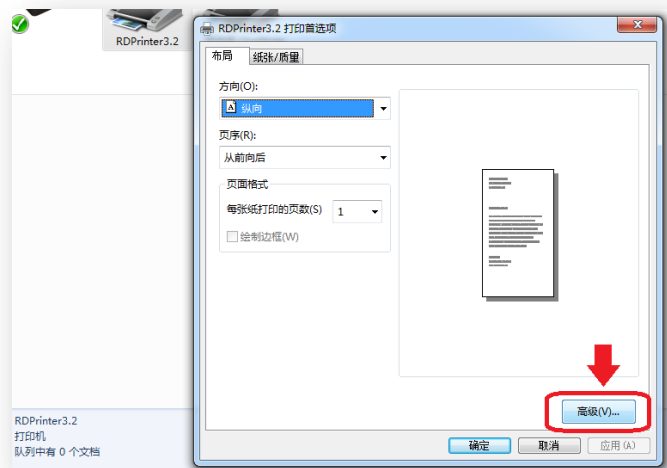 RDPrinter3.2
RDPrinter3.2 打印首选项
布局
纸张/质量
方向(O):
A 纵向
页序(R):
从前向后
页面格式
每张纸打印的页数(S)
1
绘制边框(W)
高级(V)...
确定
取消
应用(A)
RDPrinter3.2
打印机
队列中有 0 个文档